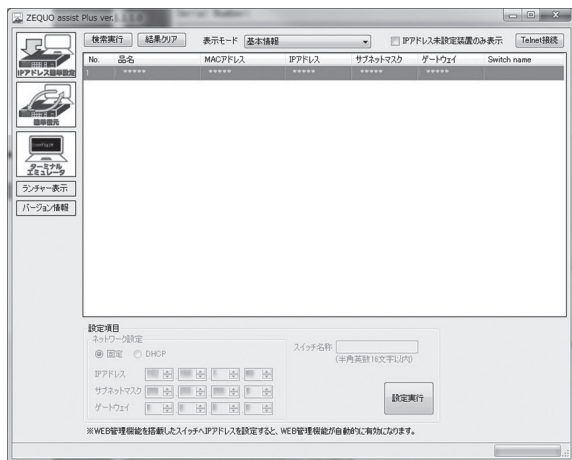 ZEQUO assist Plus ver.
検索実行 結果クリア 表示モード 基本情報 IPアドレス未設定装置のみ表示 Telnet接続
No. 品名 MACアドレス IPアドレス サブネットマスク ゲートウェイ Switch name
1 ***** ***** ***** ***** *****
IPアドレス簡単設定
簡単復元
ターミナル
エミュレータ
ランチャー表示
バージョン情報
設定項目
ネットワーク設定
固定 DHCP
IPアドレス
サブネットマスク
ゲートウェイ
スイッチ名称
(半角英数16文字以内)
設定実行
※WEB管理機能を搭載したスイッチへIPアドレスを設定すると、WEB管理機能が自動的に有効になります。